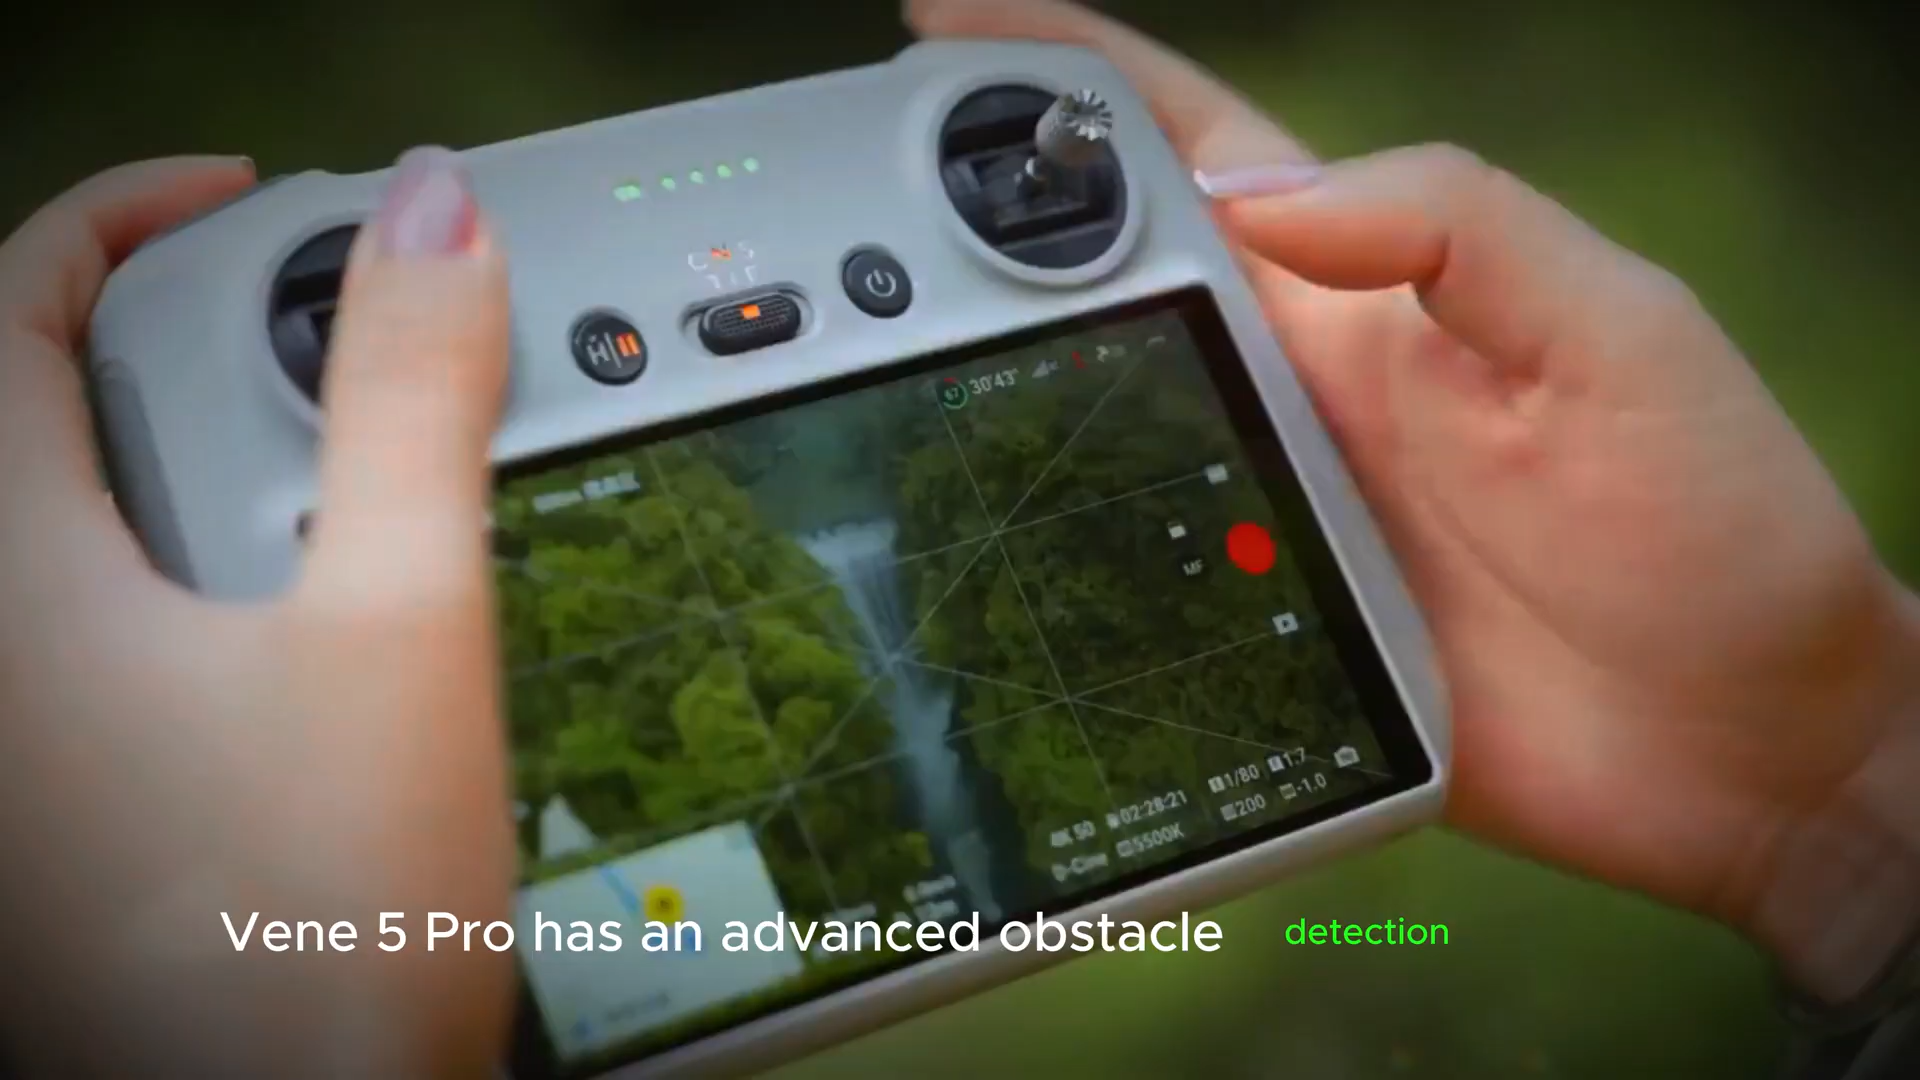 C N S
H
67 30'43"
MF
1/80 1.7
4K 50 02:28:21 200 -1.0
D-Cine 5500K
Vene 5 Pro has an advanced obstacle detection